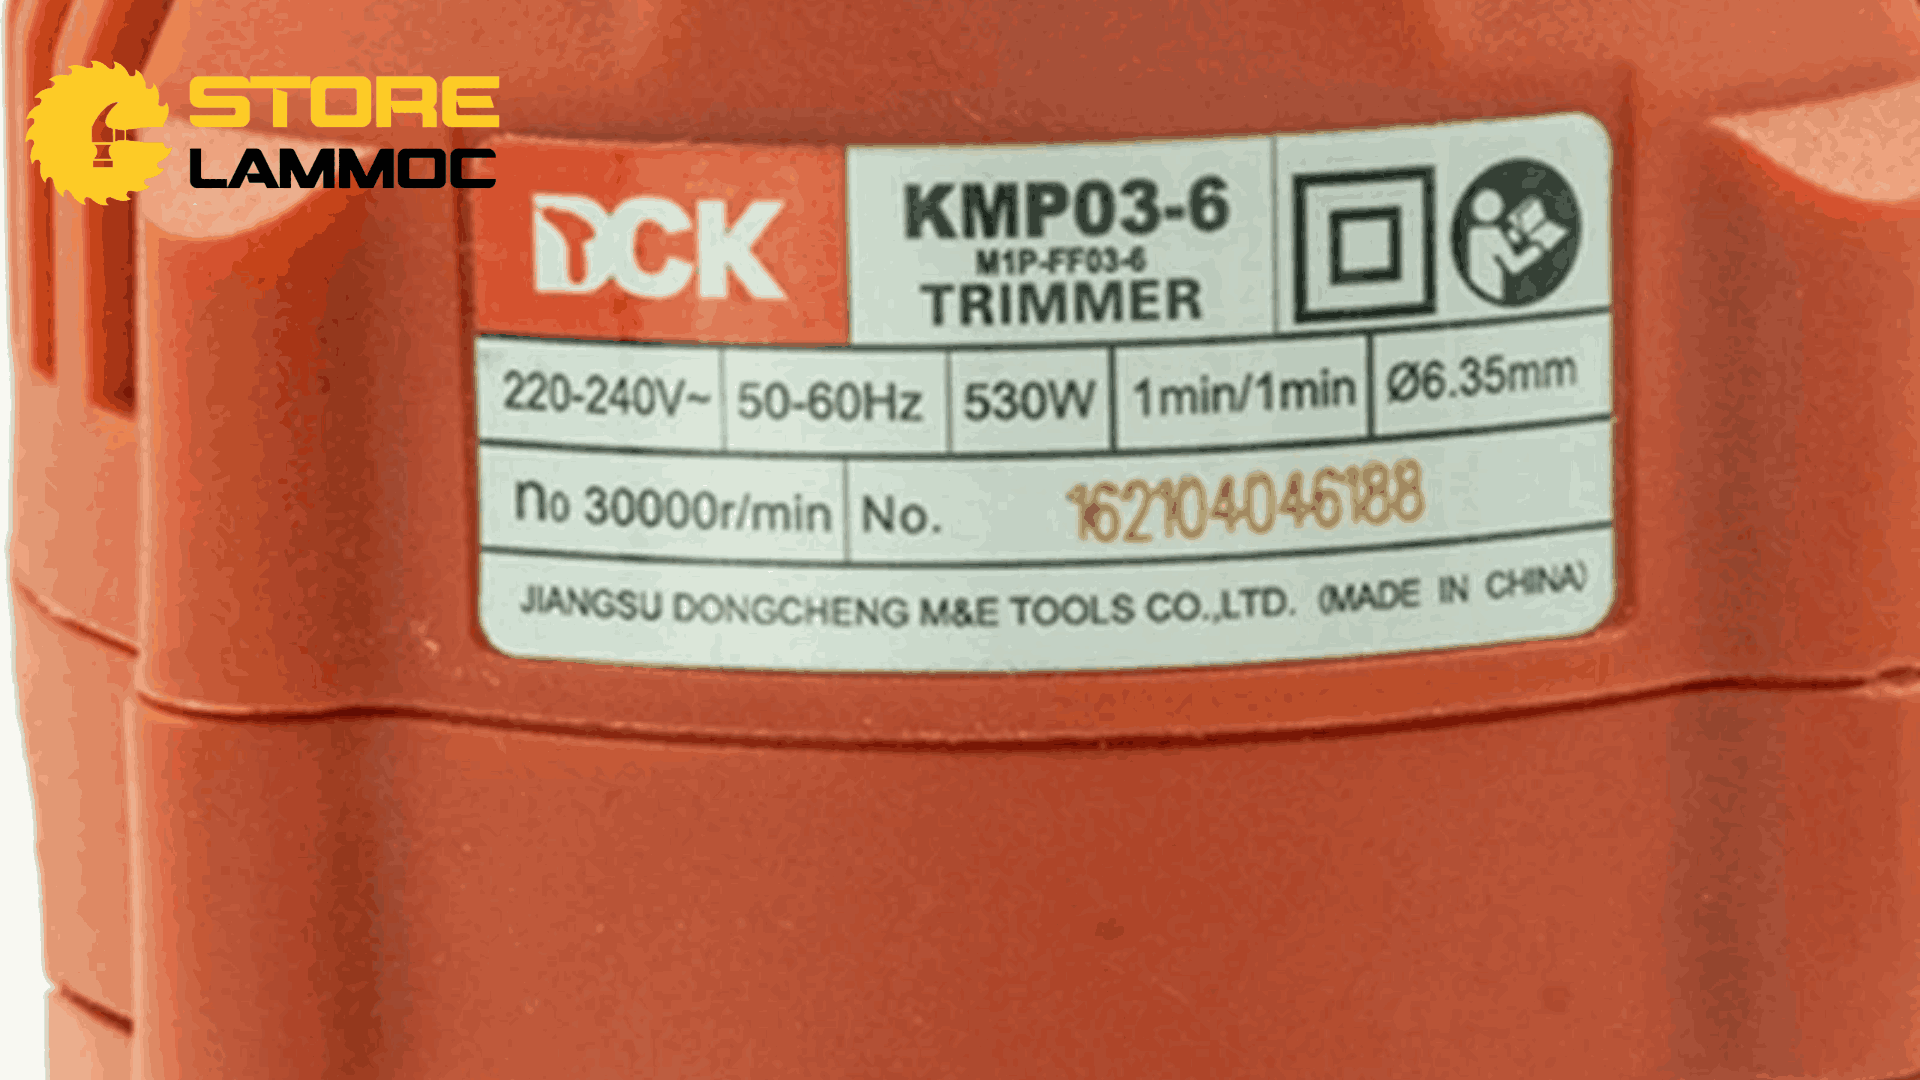 STORE
LAMMOC
DCK
KMP03-6
M1P-FF03-6
TRIMMER
220-240V~ 50-60Hz 530W 1min/1min Ø6.35mm
n₀ 30000r/min No. 162104046188
JIANGSU DONGCHENG M&E TOOLS CO.,LTD. (MADE IN CHINA)